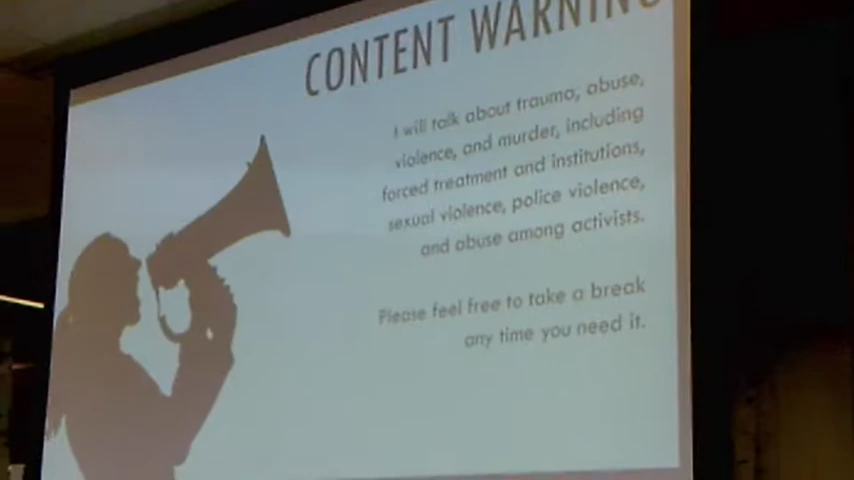 CONTENT WARNING
I will talk about trauma, abuse,
violence, and murder, including
forced treatment and institutions,
sexual violence, police violence,
and abuse among activists.
Please feel free to take a break
any time you need it.